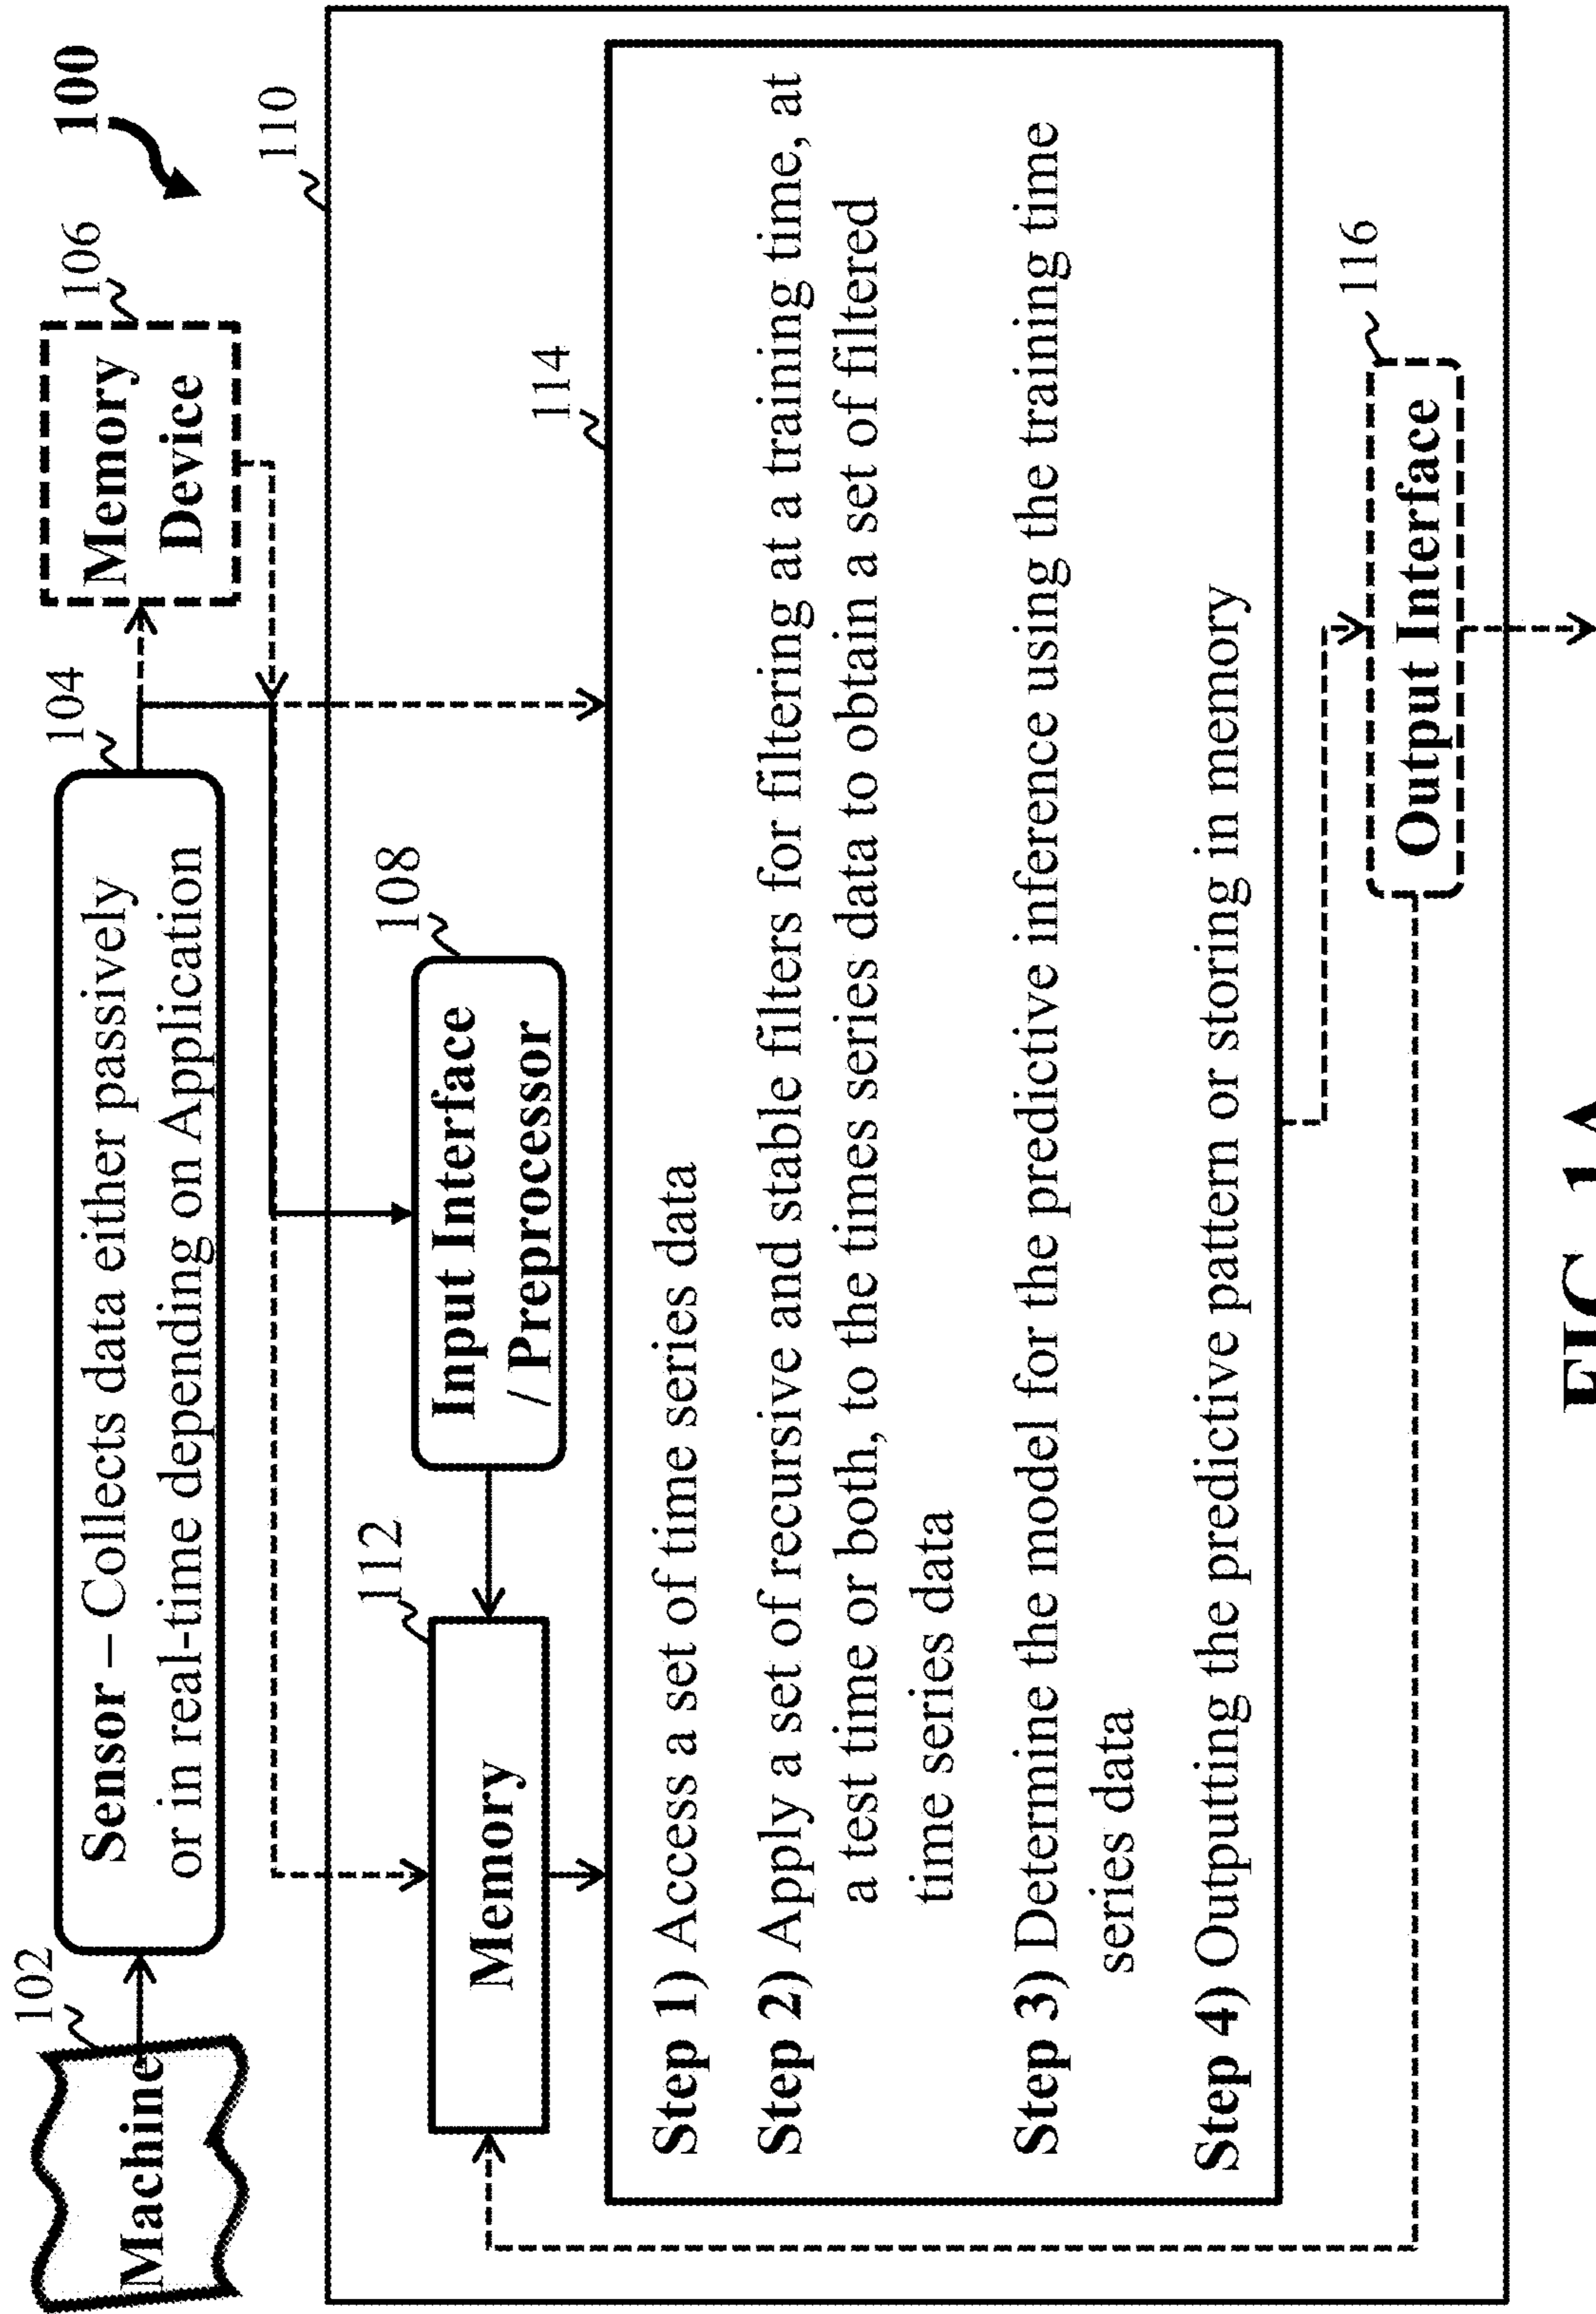 100
102
Machine
104
Sensor – Collects data either passively
or in real-time depending on Application
106
Memory
Device
110
108
Input Interface
/ Preprocessor
112
Memory
114
Step 1) Access a set of time series data
Step 2) Apply a set of recursive and stable filters for filtering at a training time, at
a test time or both, to the times series data to obtain a set of filtered
time series data
Step 3) Determine the model for the predictive inference using the training time
series data
Step 4) Outputting the predictive pattern or storing in memory
116
Output Interface
FIG. 1A